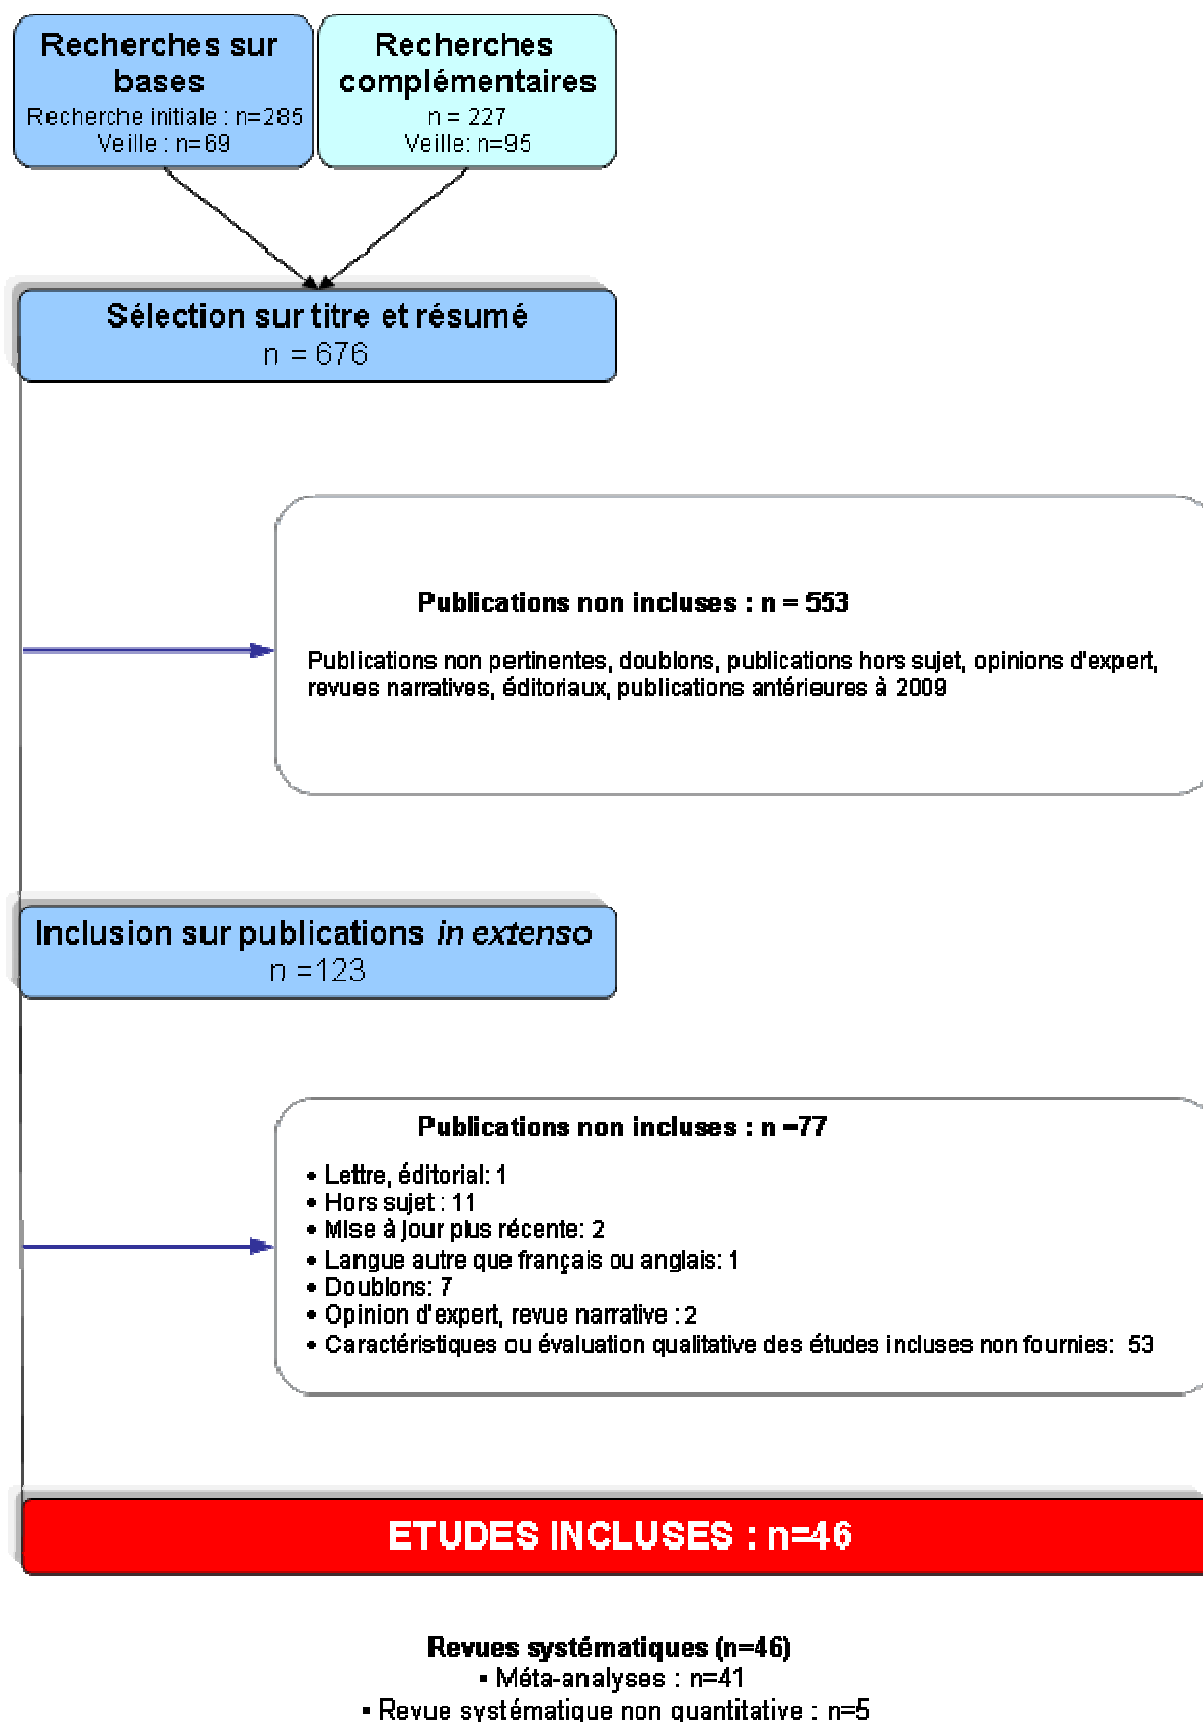 Recherches sur
bases
Recherche initiale : n=285
Veille : n=69
Recherches
complémentaires
n = 227
Veille: n=95
Sélection sur titre et résumé
n = 676
Publications non incluses : n = 553
Publications non pertinentes, doublons, publications hors sujet, opinions d'expert,
revues narratives, éditoriaux, publications antérieures à 2009
Inclusion sur publications in extenso
n =123
Publications non incluses : n =77
• Lettre, éditorial: 1
• Hors sujet : 11
• Mise à jour plus récente: 2
• Langue autre que français ou anglais: 1
• Doublons: 7
• Opinion d'expert, revue narrative : 2
• Caractéristiques ou évaluation qualitative des études incluses non fournies: 53
ETUDES INCLUSES : n=46
Revues systématiques (n=46)
▪ Méta-analyses : n=41
▪ Revue systématique non quantitative : n=5